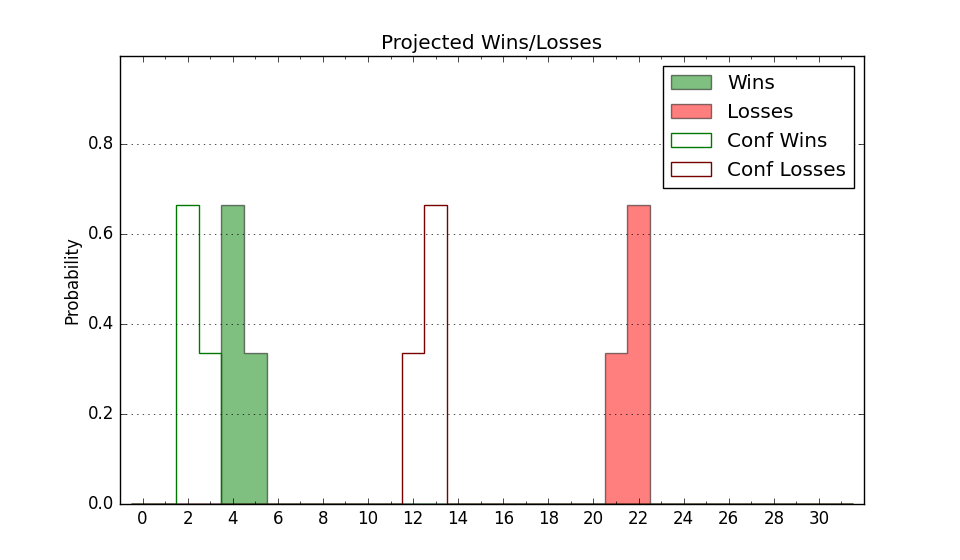 Projected Wins/Losses
Wins
Losses
Conf Wins
Conf Losses
Probability
0.8
0.6
0.4
0.2
0.0
0 2 4 6 8 10 12 14 16 18 20 22 24 26 28 30